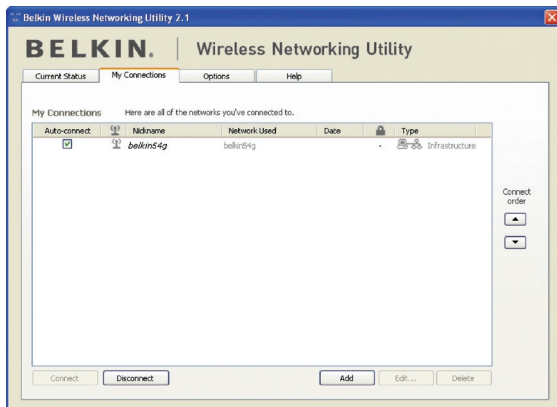 Belkin Wireless Networking Utility 2.1
BELKIN. | Wireless Networking Utility
Current Status My Connections Options Help
My Connections Here are all of the networks you've connected to.
Auto-connect Nickname Network Used Date Type
belkin54g belkin54g - Infrastructure
Connect
order
Connect Disconnect Add Edit... Delete